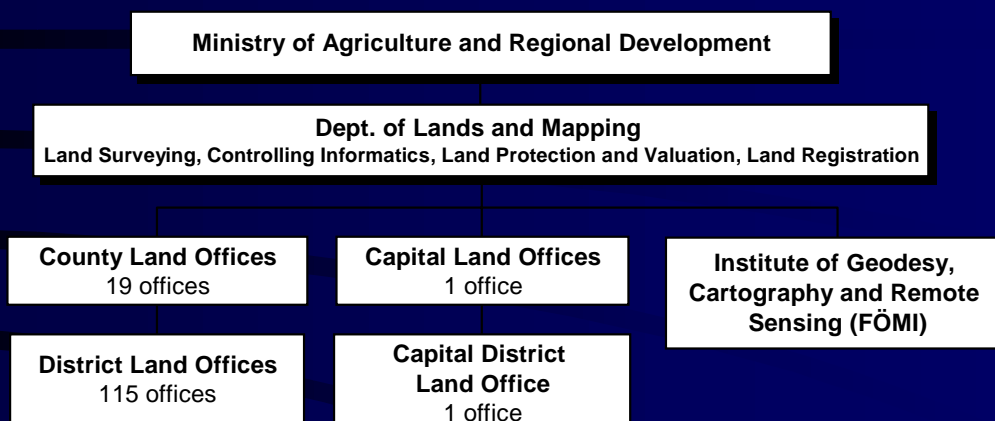 Ministry of Agriculture and Regional Development
Dept. of Lands and Mapping
Land Surveying, Controlling Informatics, Land Protection and Valuation, Land Registration
County Land Offices
19 offices
Capital Land Offices
1 office
Institute of Geodesy,
Cartography and Remote
Sensing (FÖMI)
District Land Offices
115 offices
Capital District
Land Office
1 office